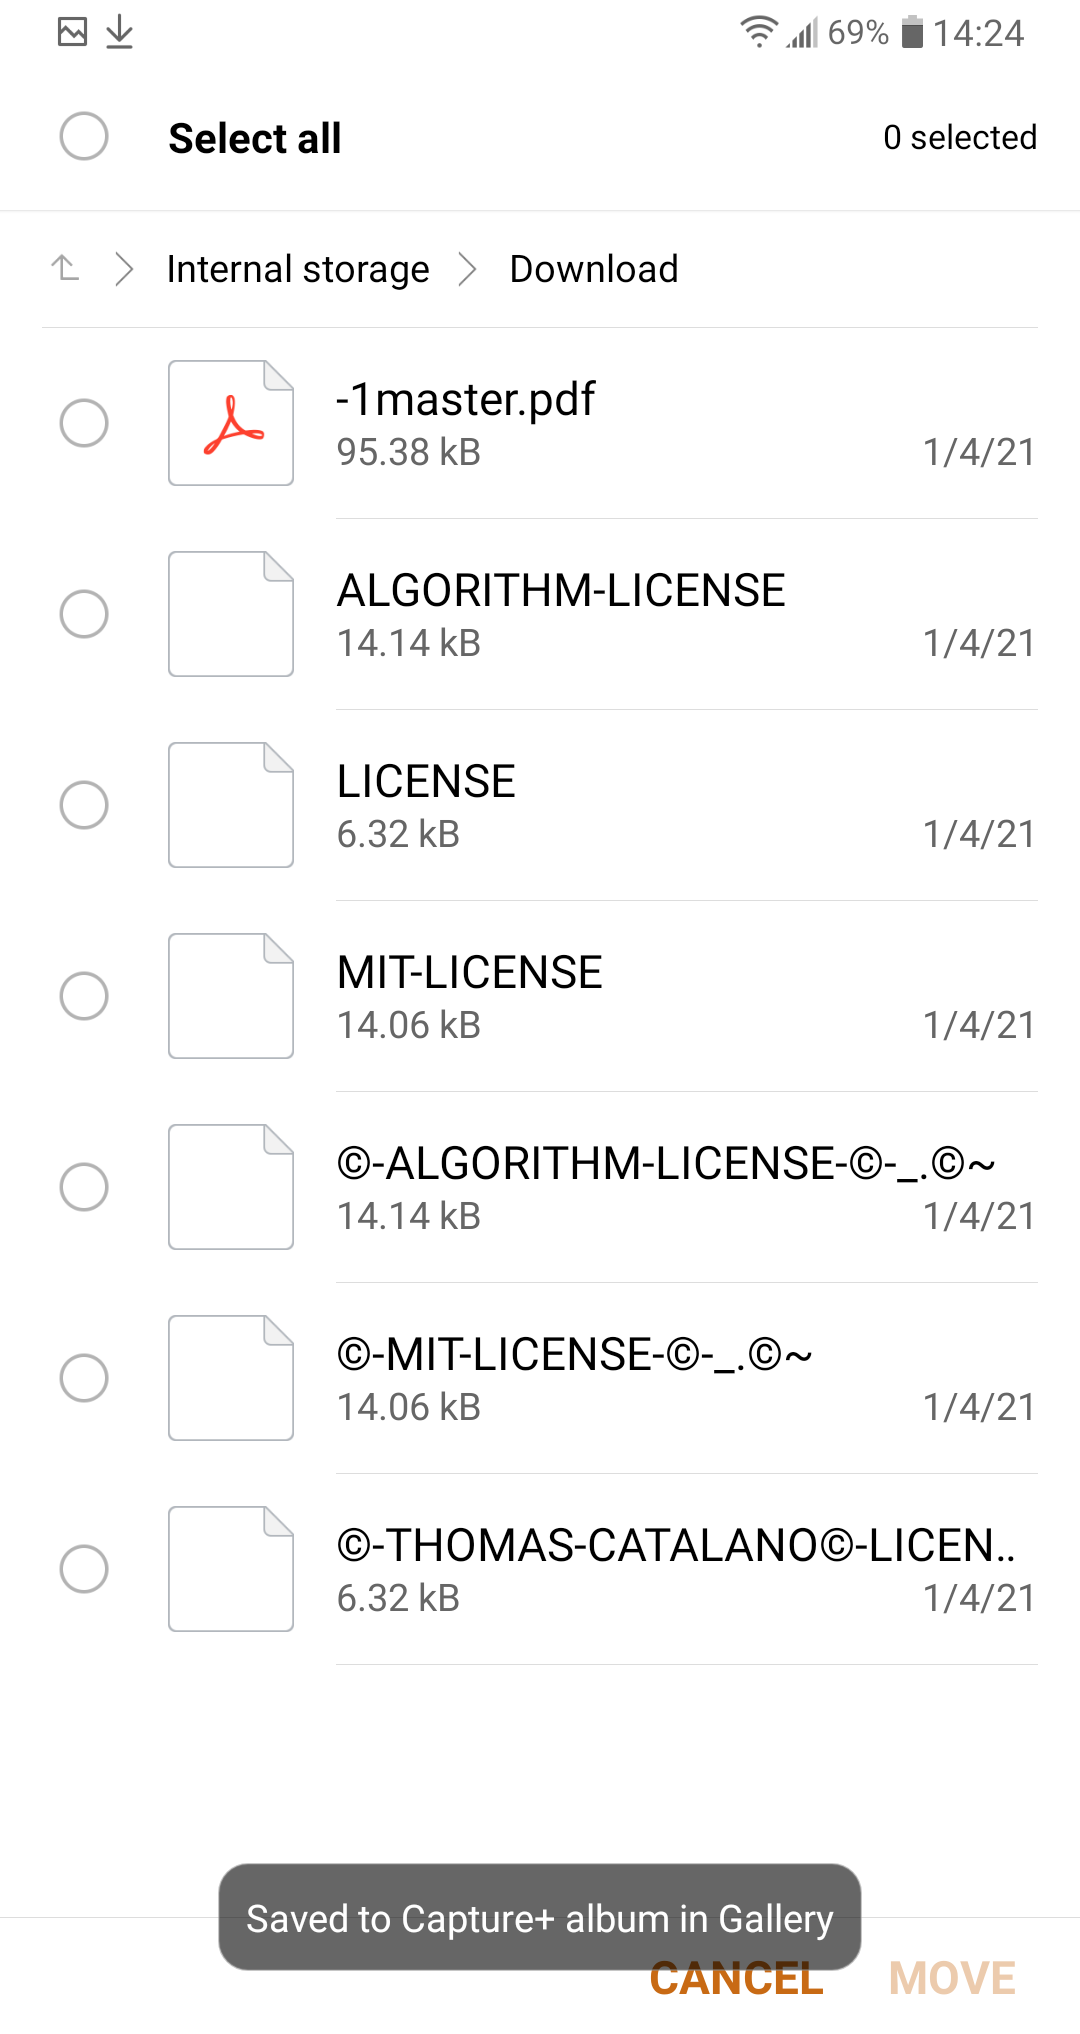 69% 14:24
Select all 0 selected
Internal storage Download
-1master.pdf
95.38 kB 1/4/21
ALGORITHM-LICENSE
14.14 kB 1/4/21
LICENSE
6.32 kB 1/4/21
MIT-LICENSE
14.06 kB 1/4/21
©-ALGORITHM-LICENSE-©-_.©~
14.14 kB 1/4/21
©-MIT-LICENSE-©-_.©~
14.06 kB 1/4/21
©-THOMAS-CATALANO©-LICEN..
6.32 kB 1/4/21
Saved to Capture+ album in Gallery
CANCEL MOVE